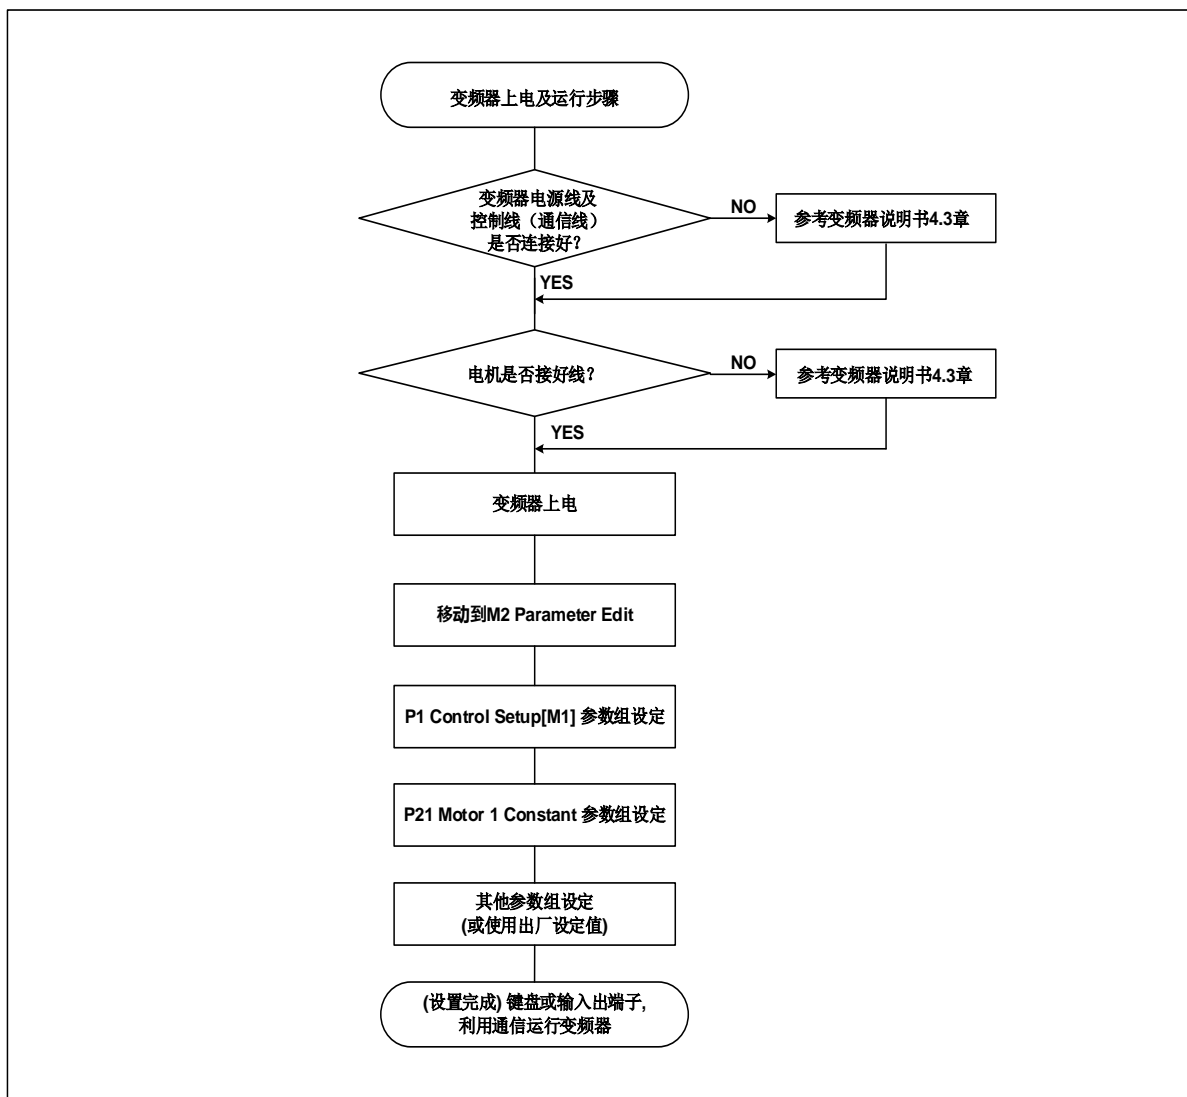 变频器上电及运行步骤
变频器电源线及
控制线（通信线）
是否连接好？
NO
参考变频器说明书4.3章
YES
电机是否接好线？
NO
参考变频器说明书4.3章
YES
变频器上电
移动到M2 Parameter Edit
P1 Control Setup[M1] 参数组设定
P21 Motor 1 Constant 参数组设定
其他参数组设定
(或使用出厂设定值)
(设置完成) 键盘或输入出端子,
利用通信运行变频器